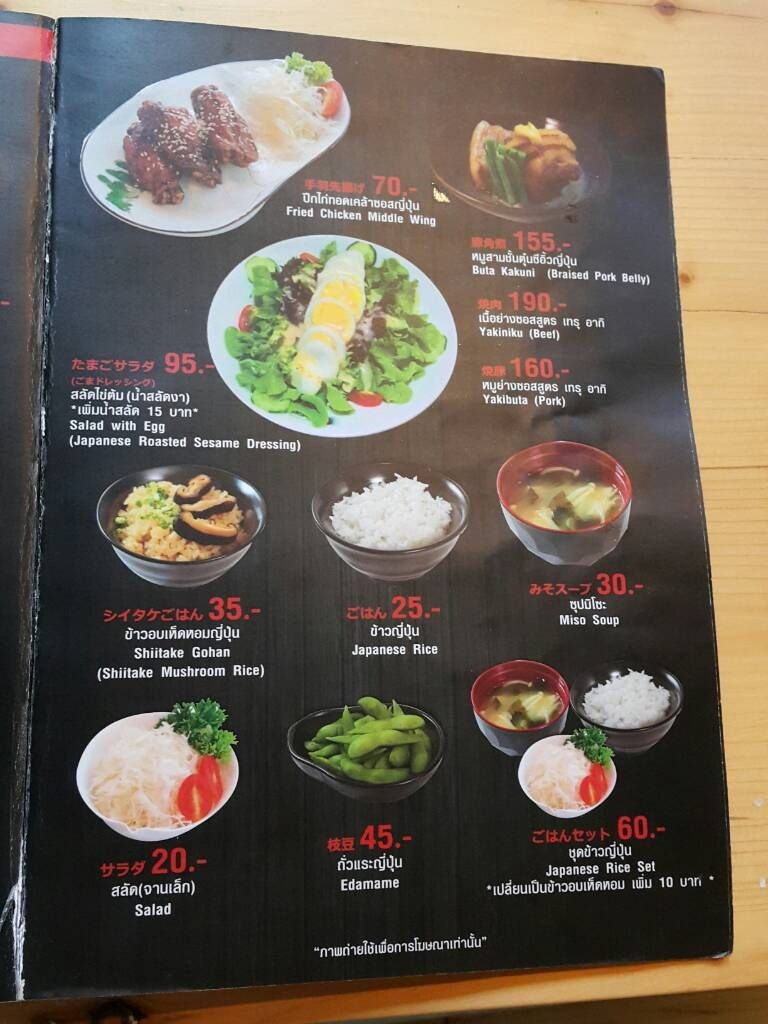 手羽先揚げ 70.-
ปีกไก่ทอดเคล้าซอสญี่ปุ่น
Fried Chicken Middle Wing
豚角煮 155.-
หมูสามชั้นตุ๋นซีอิ้วญี่ปุ่น
Buta Kakuni (Braised Pork Belly)
焼肉 190.-
เนื้อย่างซอสสูตร เทรุ อากิ
Yakiniku (Beef)
焼豚 160.-
หมูย่างซอสสูตร เทรุ อากิ
Yakibuta (Pork)
たまごサラダ 95.-
(ごまドレッシング)
สลัดไข่ต้ม (น้ำสลัดงา)
*เพิ่มน้ำสลัด 15 บาท*
Salad with Egg
(Japanese Roasted Sesame Dressing)
シイタケごはん 35.-
ข้าวอบเห็ดหอมญี่ปุ่น
Shiitake Gohan
(Shiitake Mushroom Rice)
ごはん 25.-
ข้าวญี่ปุ่น
Japanese Rice
みそスープ 30.-
ซุปมิโซะ
Miso Soup
サラダ 20.-
สลัด(จานเล็ก)
Salad
枝豆 45.-
ถั่วแระญี่ปุ่น
Edamame
ごはんセット 60.-
ชุดข้าวญี่ปุ่น
Japanese Rice Set
*เปลี่ยนเป็นข้าวอบเห็ดหอม เพิ่ม 10 บาท *
“ภาพถ่ายใช้เพื่อการโฆษณาเท่านั้น”